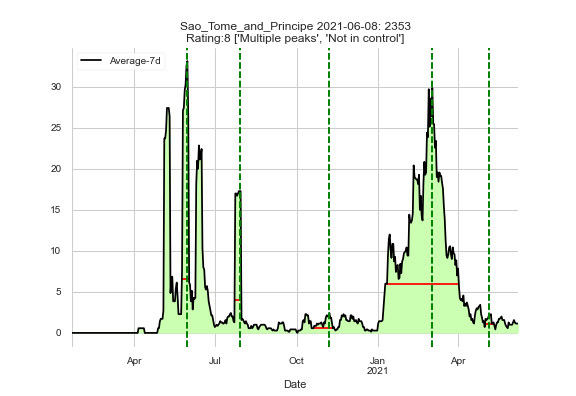 Sao_Tome_and_Principe 2021-06-08: 2353
Rating:8 ['Multiple peaks', 'Not in control']
Average-7d
30
25
20
15
10
5
0
Apr
Jul
Oct
Jan
2021
Apr
Date